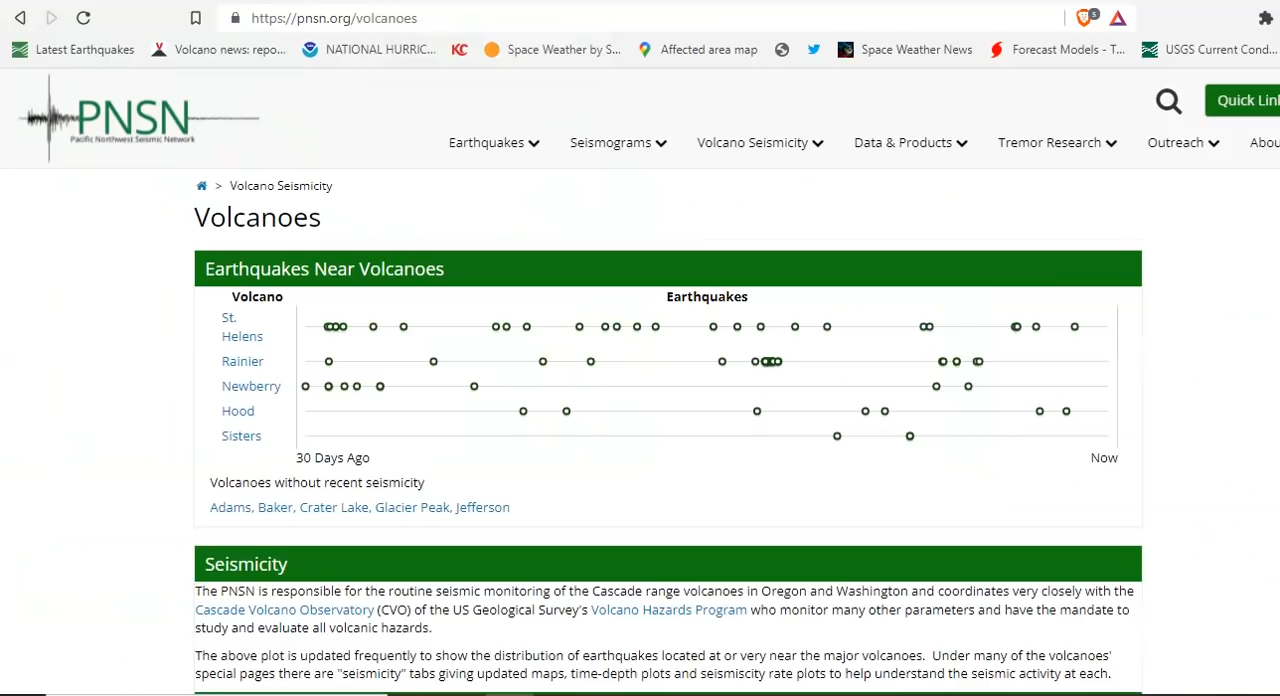 https://pnsn.org/volcanoes
5
Latest Earthquakes
Volcano news: repo...
NATIONAL HURRIC...
KC
Space Weather by S...
Affected area map
Space Weather News
Forecast Models - T...
USGS Current Cond...
PNSN
Pacific Northwest Seismic Network
Quick Lin
Earthquakes
Seismograms
Volcano Seismicity
Data & Products
Tremor Research
Outreach
Abou
> Volcano Seismicity
Volcanoes
Earthquakes Near Volcanoes
Volcano
Earthquakes
St.
Helens
Rainier
Newberry
Hood
Sisters
30 Days Ago
Now
Volcanoes without recent seismicity
Adams, Baker, Crater Lake, Glacier Peak, Jefferson
Seismicity
The PNSN is responsible for the routine seismic monitoring of the Cascade range volcanoes in Oregon and Washington and coordinates very closely with the
Cascade Volcano Observatory (CVO) of the US Geological Survey's Volcano Hazards Program who monitor many other parameters and have the mandate to
study and evaluate all volcanic hazards.
The above plot is updated frequently to show the distribution of earthquakes located at or very near the major volcanoes. Under many of the volcanoes'
special pages there are "seismicity" tabs giving updated maps, time-depth plots and seismiscity rate plots to help understand the seismic activity at each.